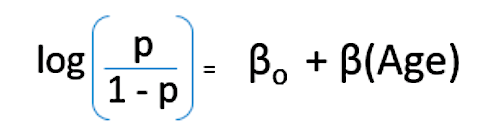 log(p / 1 - p) = βo + β(Age)